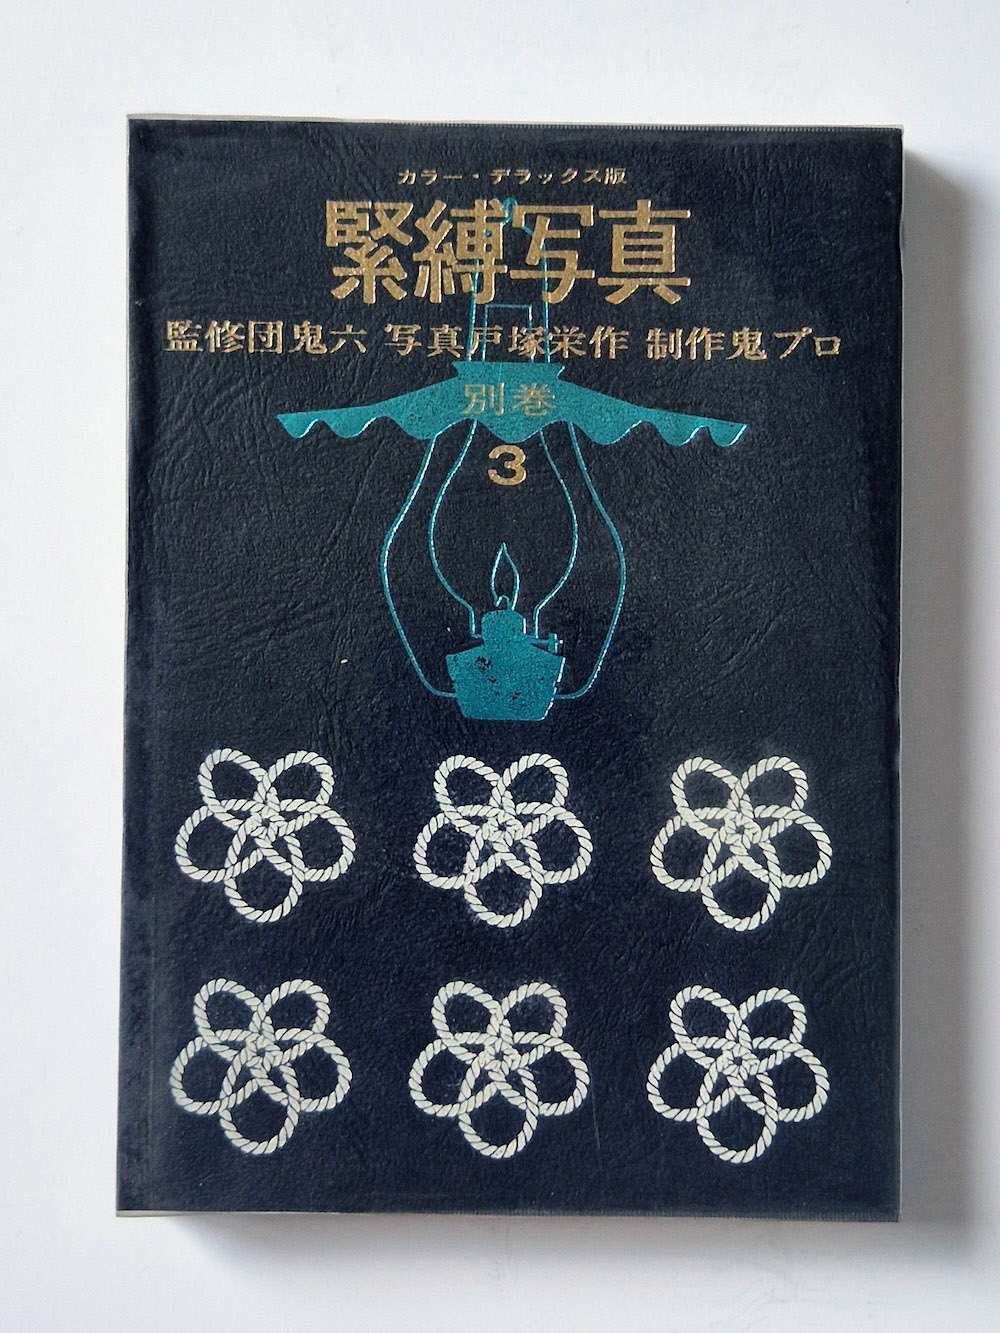 カラー・デラックス版
緊縛写真
監修団鬼六 写真戸塚栄作 制作鬼プロ
別巻
3